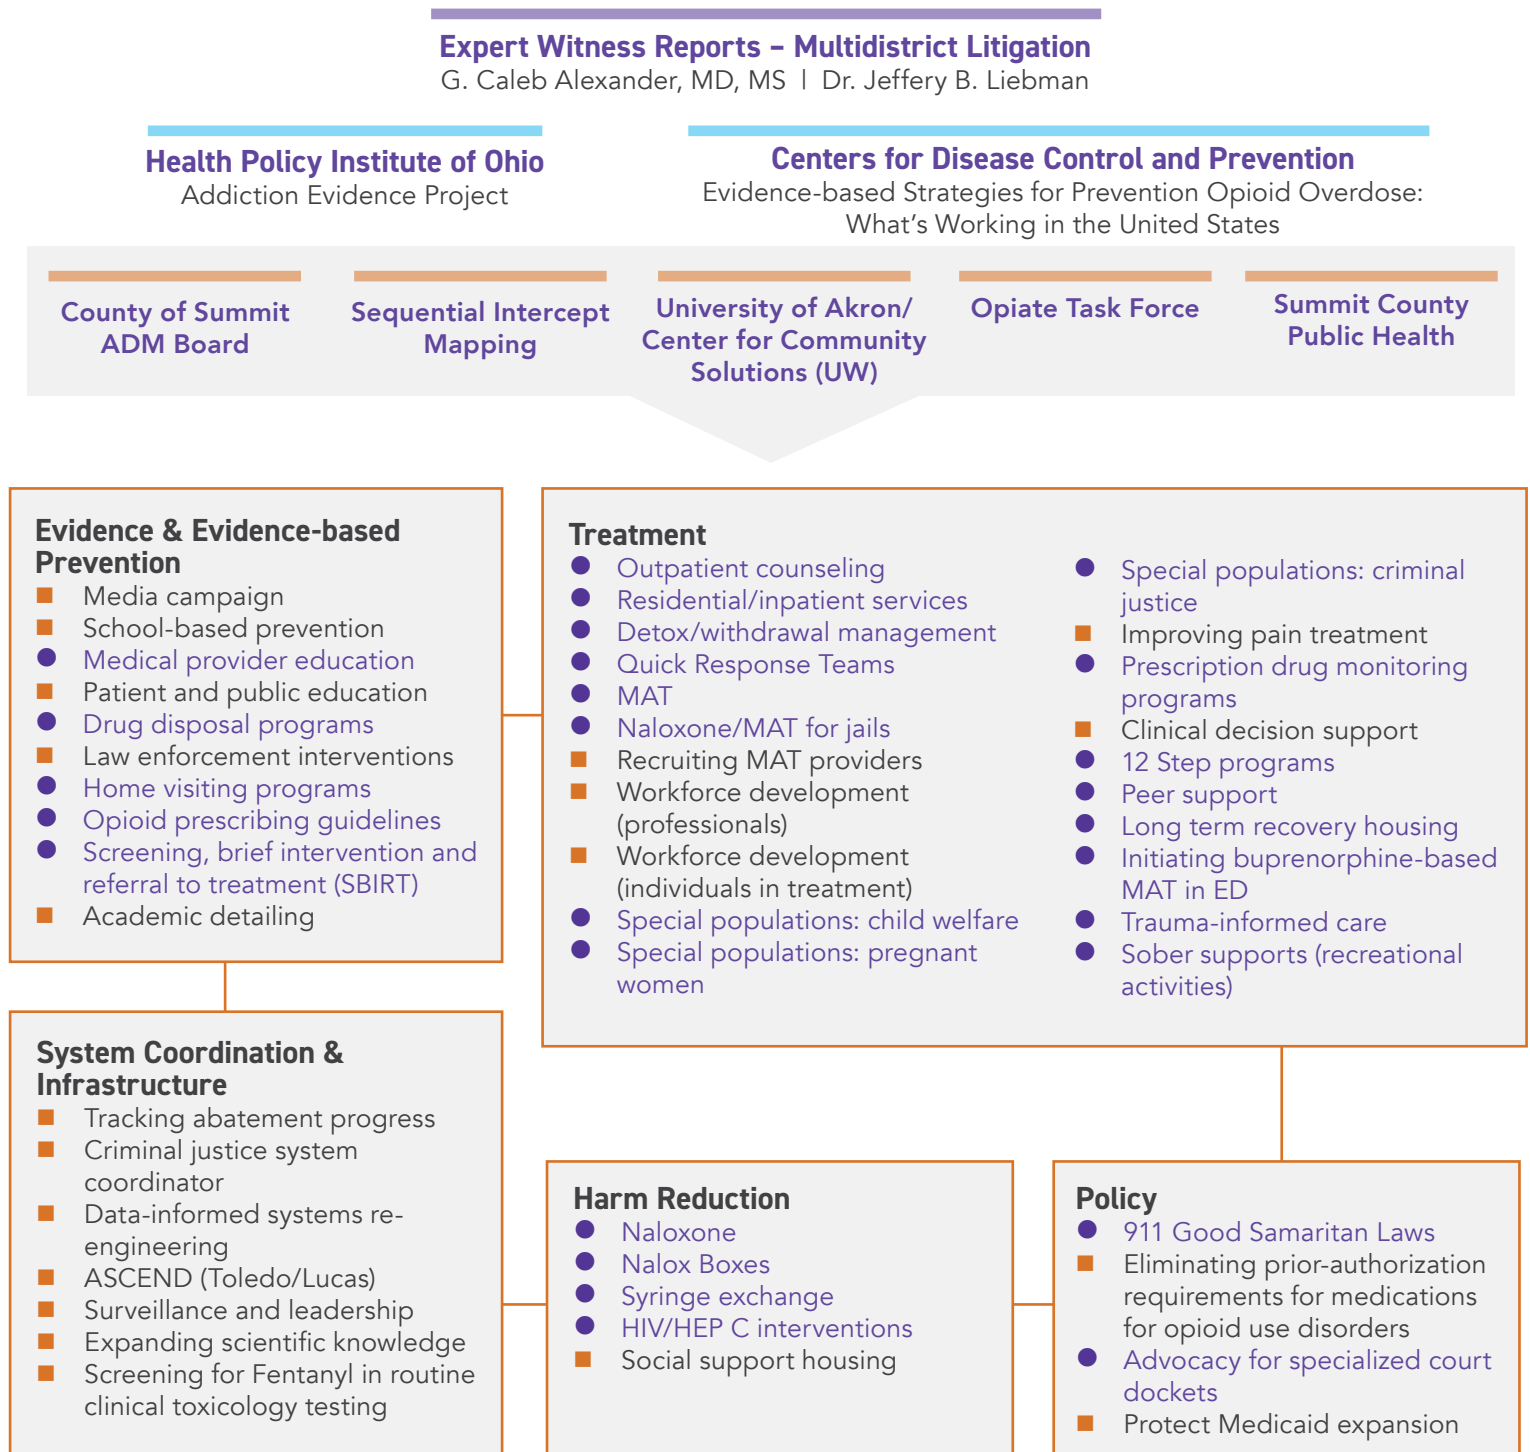 Expert Witness Reports – Multidistrict Litigation
G. Caleb Alexander, MD, MS | Dr. Jeffery B. Liebman
Health Policy Institute of Ohio
Addiction Evidence Project
Centers for Disease Control and Prevention
Evidence-based Strategies for Prevention Opioid Overdose:
What's Working in the United States
County of Summit
ADM Board
Sequential Intercept
Mapping
University of Akron/
Center for Community
Solutions (UW)
Opiate Task Force
Summit County
Public Health
Evidence & Evidence-based
Prevention
Media campaign
School-based prevention
Medical provider education
Patient and public education
Drug disposal programs
Law enforcement interventions
Home visiting programs
Opioid prescribing guidelines
Screening, brief intervention and
referral to treatment (SBIRT)
Academic detailing
Treatment
Outpatient counseling
Residential/inpatient services
Detox/withdrawal management
Quick Response Teams
MAT
Naloxone/MAT for jails
Recruiting MAT providers
Workforce development
(professionals)
Workforce development
(individuals in treatment)
Special populations: child welfare
Special populations: pregnant
women
Special populations: criminal
justice
Improving pain treatment
Prescription drug monitoring
programs
Clinical decision support
12 Step programs
Peer support
Long term recovery housing
Initiating buprenorphine-based
MAT in ED
Trauma-informed care
Sober supports (recreational
activities)
System Coordination &
Infrastructure
Tracking abatement progress
Criminal justice system
coordinator
Data-informed systems re-
engineering
ASCEND (Toledo/Lucas)
Surveillance and leadership
Expanding scientific knowledge
Screening for Fentanyl in routine
clinical toxicology testing
Harm Reduction
Naloxone
Nalox Boxes
Syringe exchange
HIV/HEP C interventions
Social support housing
Policy
911 Good Samaritan Laws
Eliminating prior-authorization
requirements for medications
for opioid use disorders
Advocacy for specialized court
dockets
Protect Medicaid expansion